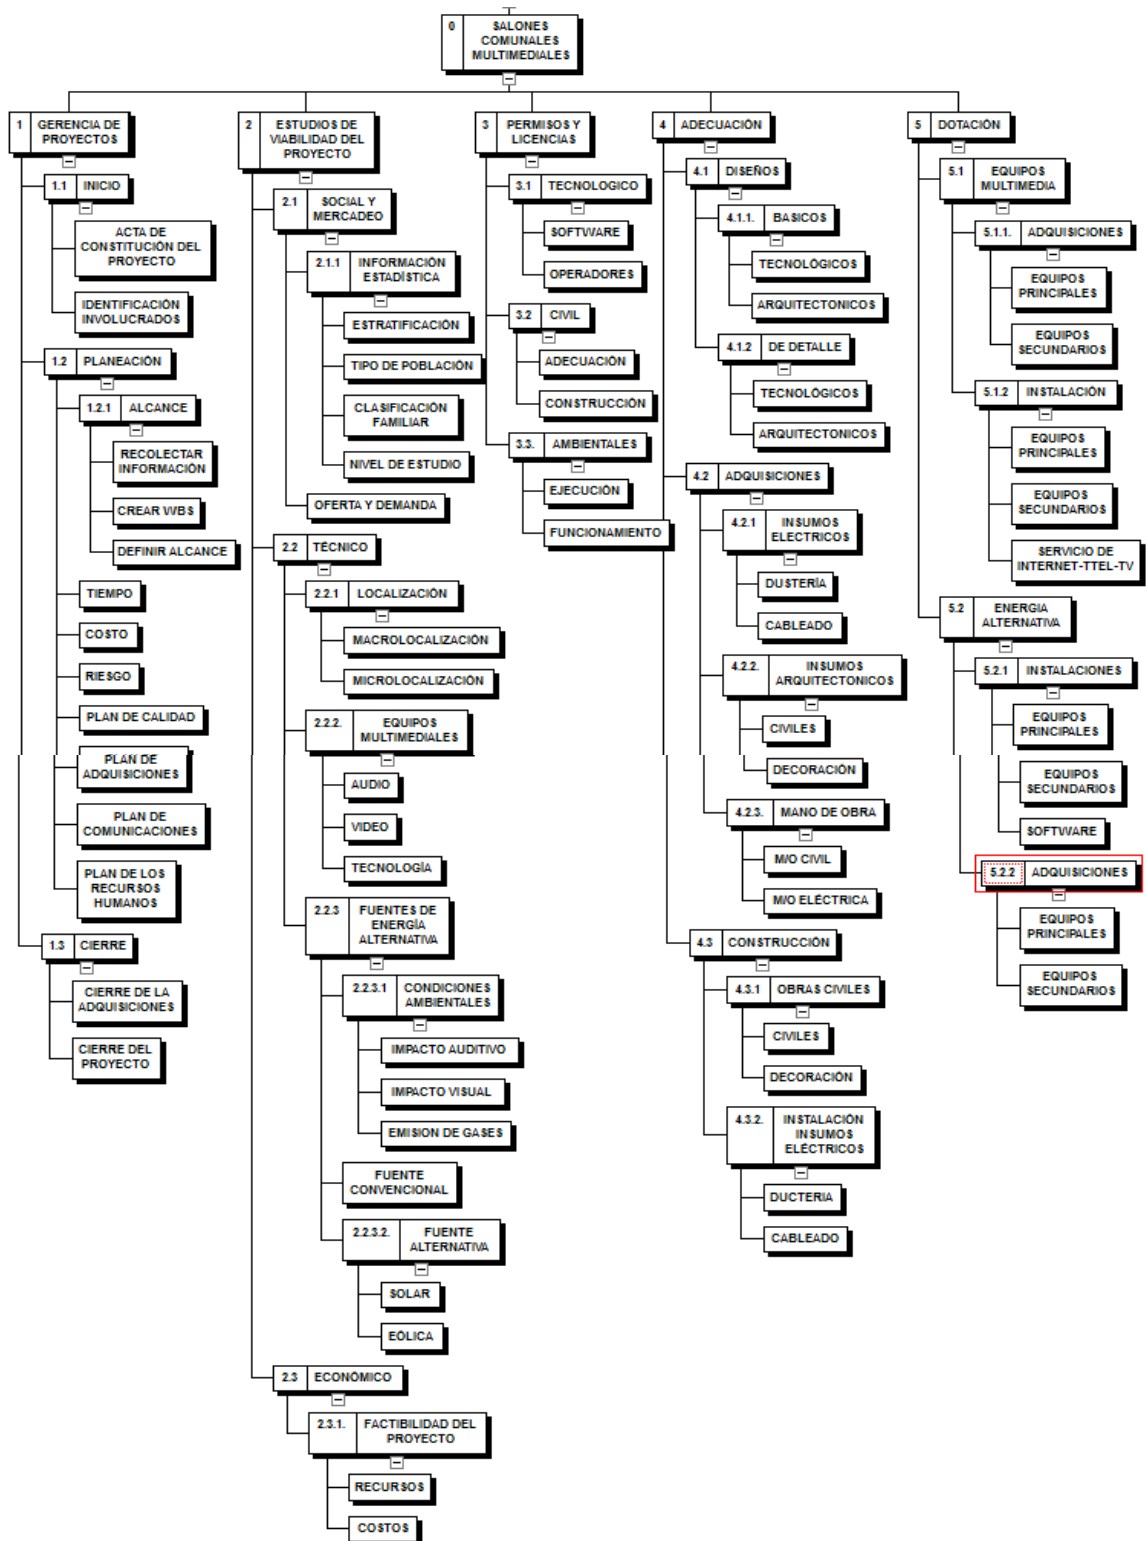 0
SALONES
COMUNALES
MULTIMEDIALES
1
GERENCIA DE
PROYECTOS
1.1
INICIO
ACTA DE
CONSTITUCIÓN DEL
PROYECTO
IDENTIFICACIÓN
INVOLUCRADOS
1.2
PLANEACIÓN
1.2.1
ALCANCE
RECOLECTAR
INFORMACIÓN
CREAR WBS
DEFINIR ALCANCE
TIEMPO
COSTO
RIESGO
PLAN DE CALIDAD
PLAN DE
ADQUISICIONES
PLAN DE
COMUNICACIONES
PLAN DE LOS
RECURSOS
HUMANOS
1.3
CIERRE
CIERRE DE LA
ADQUISICIONES
CIERRE DEL
PROYECTO
2
ESTUDIOS DE
VIABILIDAD DEL
PROYECTO
2.1
SOCIAL Y
MERCADEO
2.1.1
INFORMACIÓN
ESTADÍSTICA
ESTRATIFICACIÓN
TIPO DE POBLACIÓN
CLASIFICACIÓN
FAMILIAR
NIVEL DE ESTUDIO
OFERTA Y DEMANDA
2.2
TÉCNICO
2.2.1
LOCALIZACIÓN
MACROLOCALIZACIÓN
MICROLOCALIZACIÓN
2.2.2.
EQUIPOS
MULTIMEDIALES
AUDIO
VIDEO
TECNOLOGÍA
2.2.3
FUENTES DE
ENERGÍA
ALTERNATIVA
2.2.3.1
CONDICIONES
AMBIENTALES
IMPACTO AUDITIVO
IMPACTO VISUAL
EMISION DE GASES
FUENTE
CONVENCIONAL
2.2.3.2.
FUENTE
ALTERNATIVA
SOLAR
EÓLICA
2.3
ECONÓMICO
2.3.1.
FACTIBILIDAD DEL
PROYECTO
RECURSOS
COSTOS
3
PERMISOS Y
LICENCIAS
3.1
TECNOLOGICO
SOFTWARE
OPERADORES
3.2
CIVIL
ADECUACIÓN
CONSTRUCCIÓN
3.3.
AMBIENTALES
EJECUCIÓN
FUNCIONAMIENTO
4
ADECUACIÓN
4.1
DISEÑOS
4.1.1.
BASICOS
TECNOLÓGICOS
ARQUITECTONICOS
4.1.2
DE DETALLE
TECNOLÓGICOS
ARQUITECTONICOS
4.2
ADQUISICIONES
4.2.1
INSUMOS
ELECTRICOS
DUSTERÍA
CABLEADO
4.2.2.
INSUMOS
ARQUITECTONICOS
CIVILES
DECORACIÓN
4.2.3.
MANO DE OBRA
M/O CIVIL
M/O ELÉCTRICA
4.3
CONSTRUCCIÓN
4.3.1
OBRAS CIVILES
CIVILES
DECORACIÓN
4.3.2.
INSTALACIÓN
INSUMOS
ELÉCTRICOS
DUCTERIA
CABLEADO
5
DOTACIÓN
5.1
EQUIPOS
MULTIMEDIA
5.1.1.
ADQUISICIONES
EQUIPOS
PRINCIPALES
EQUIPOS
SECUNDARIOS
5.1.2
INSTALACIÓN
EQUIPOS
PRINCIPALES
EQUIPOS
SECUNDARIOS
SERVICIO DE
INTERNET-TTEL-TV
5.2
ENERGIA
ALTERNATIVA
5.2.1
INSTALACIONES
EQUIPOS
PRINCIPALES
EQUIPOS
SECUNDARIOS
SOFTWARE
5.2.2
ADQUISICIONES
EQUIPOS
PRINCIPALES
EQUIPOS
SECUNDARIOS